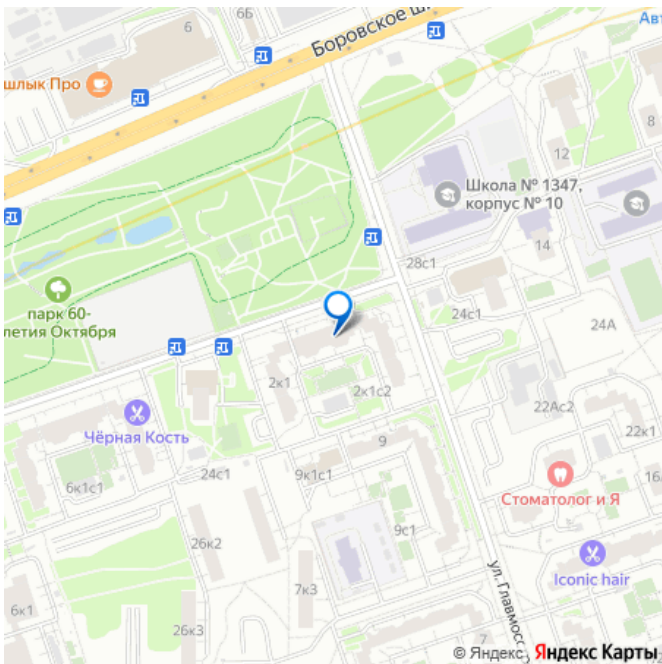 6
6Б
Боровское ш
Авт
шлык Про
8
12
Школа № 1347,
корпус № 10
14
28с1
парк 60-
летия Октября
24с1
24А
2к1
2к1с2
22Ас2
22к1
Чёрная Кость
9
6к1с1
24с1
9к1с1
16
Стоматолог и Я
9с1
26к2
Iconic hair
7к3
ул. Главмосс
6к1
26к3
7
© Яндекс Яндекс Карты